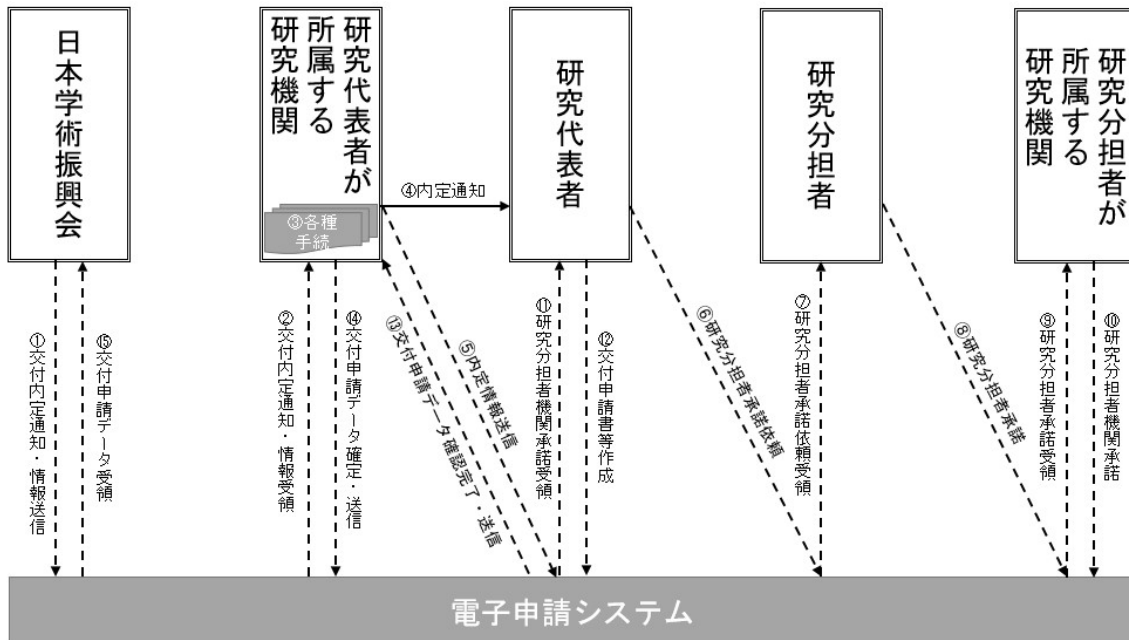 日本学術振興会
研究代表者が
所属する
研究機関
③各種
手続
④内定通知
研究代表者
研究分担者
研究分担者が
所属する
研究機関
①交付内定通知・情報送信
⑮交付申請データ受領
②交付内定通知・情報受領
⑭交付申請データ確定・送信
⑬交付申請データ確認完了・送信
⑤内定情報送信
⑪研究分担者機関承諾受領
⑫交付申請書等作成
⑥研究分担者承諾依頼
⑦研究分担者承諾依頼受領
⑧研究分担者承諾
⑨研究分担者承諾受領
⑩研究分担者機関承諾
電子申請システム